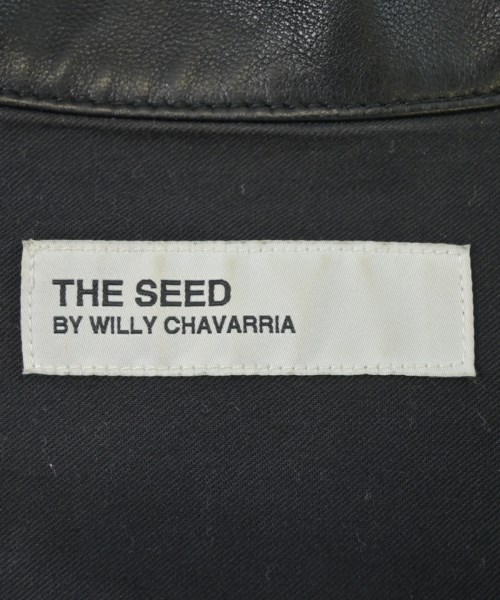 THE SEED
BY WILLY CHAVARRIA